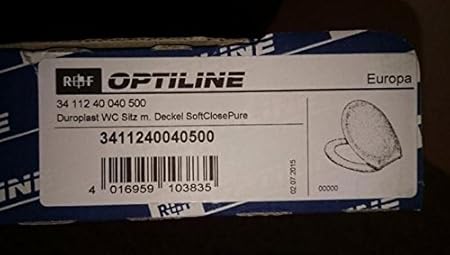 R+F OPTILINE
Europa
34 112 40 040 500
Duroplast WC Sitz m. Deckel SoftClosePure
3411240040500
4 016959 103835
02.07.2015
00000
OPTILINE
R+F